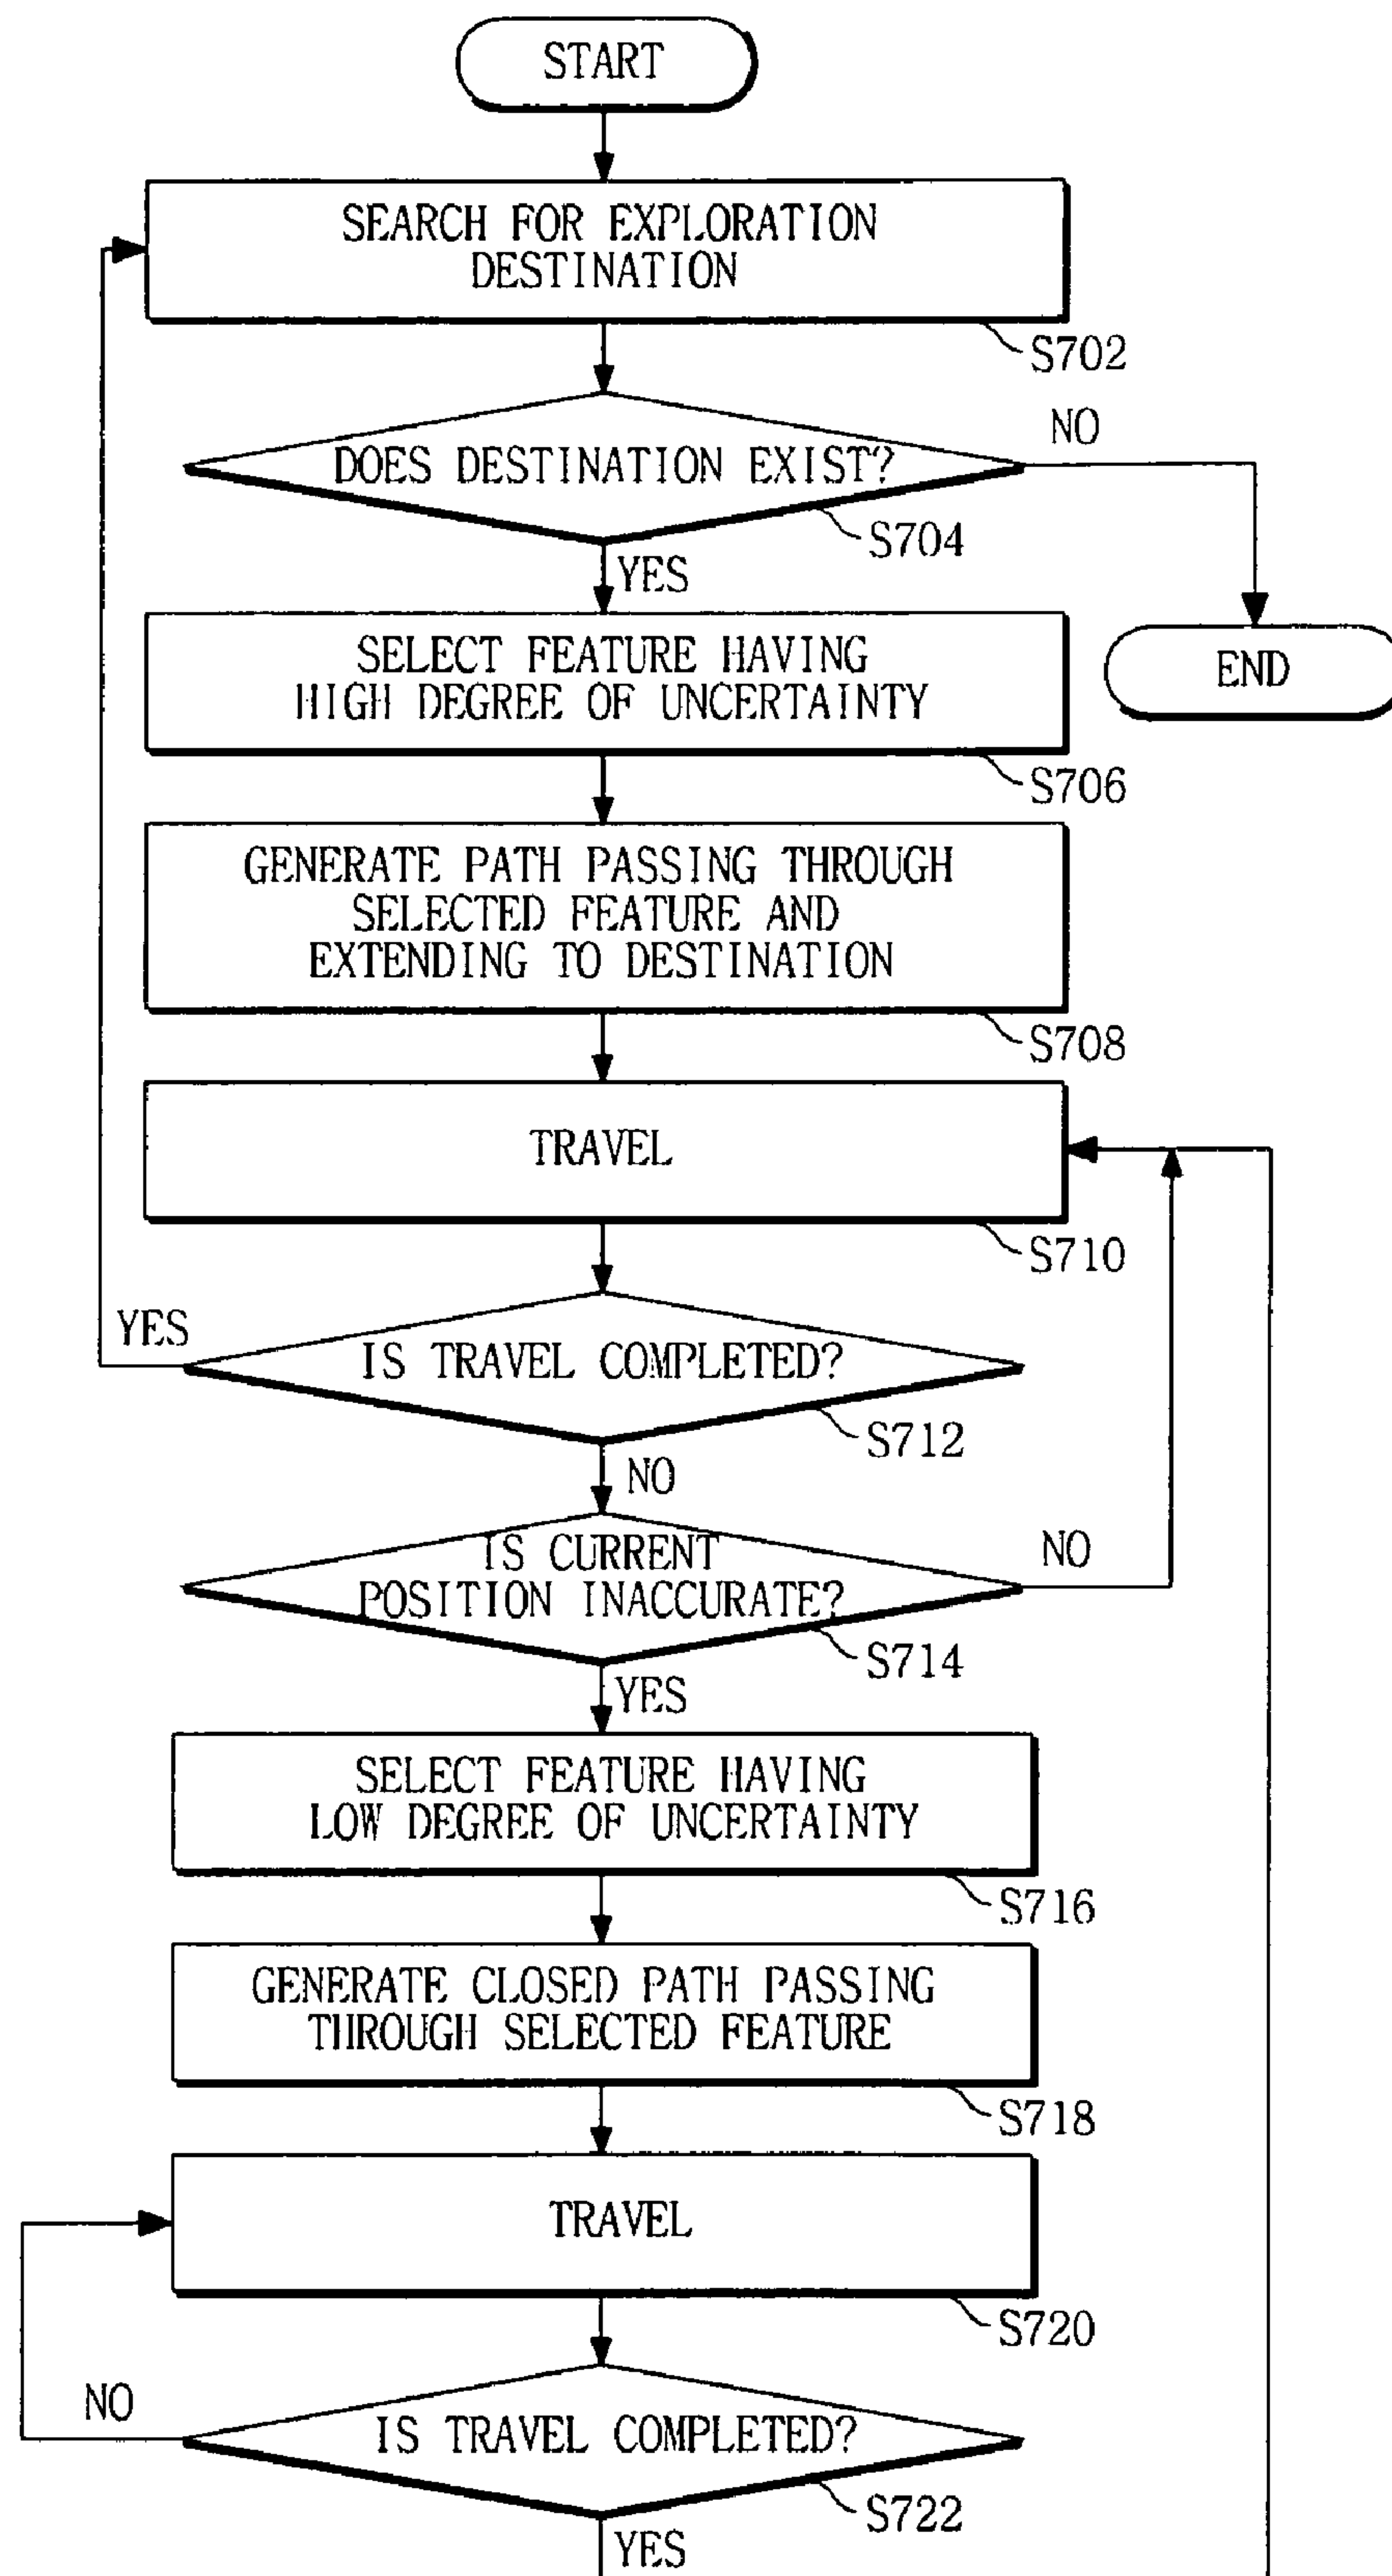 START
SEARCH FOR EXPLORATION
DESTINATION
S702
DOES DESTINATION EXIST?
NO
S704
YES
SELECT FEATURE HAVING
HIGH DEGREE OF UNCERTAINTY
END
S706
GENERATE PATH PASSING THROUGH
SELECTED FEATURE AND
EXTENDING TO DESTINATION
S708
TRAVEL
S710
YES
IS TRAVEL COMPLETED?
S712
NO
IS CURRENT
POSITION INACCURATE?
NO
S714
YES
SELECT FEATURE HAVING
LOW DEGREE OF UNCERTAINTY
S716
GENERATE CLOSED PATH PASSING
THROUGH SELECTED FEATURE
S718
TRAVEL
S720
NO
IS TRAVEL COMPLETED?
S722
YES